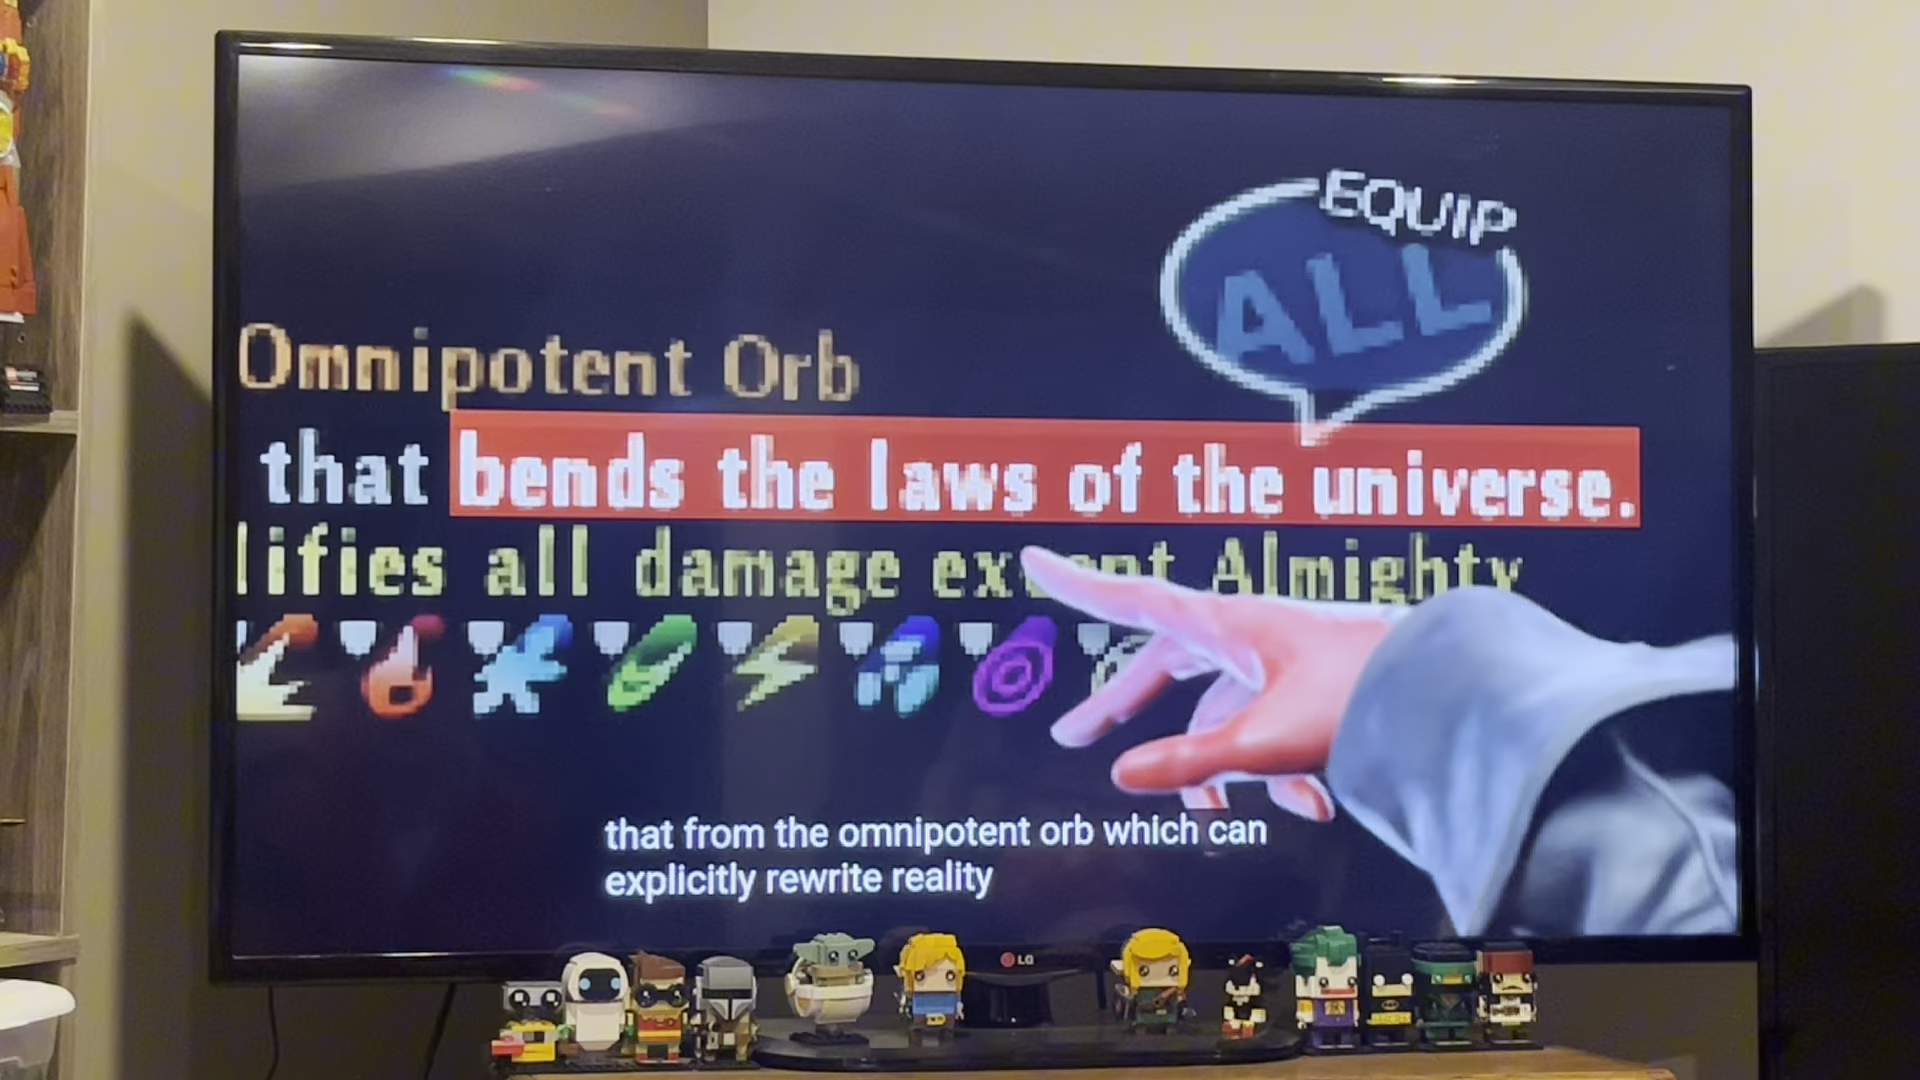 EQUIP
ALL
Omnipotent Orb
that bends the laws of the universe.
lifies all damage except Almighty
that from the omnipotent orb which can
explicitly rewrite reality
LG